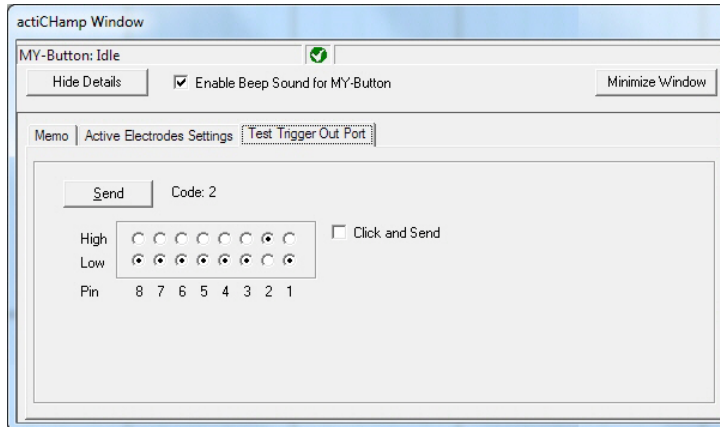 actiCHamp Window
MY-Button: Idle
Hide Details Enable Beep Sound for MY-Button Minimize Window
Memo Active Electrodes Settings Test Trigger Out Port
Send Code: 2
High Click and Send
Low
Pin 8 7 6 5 4 3 2 1